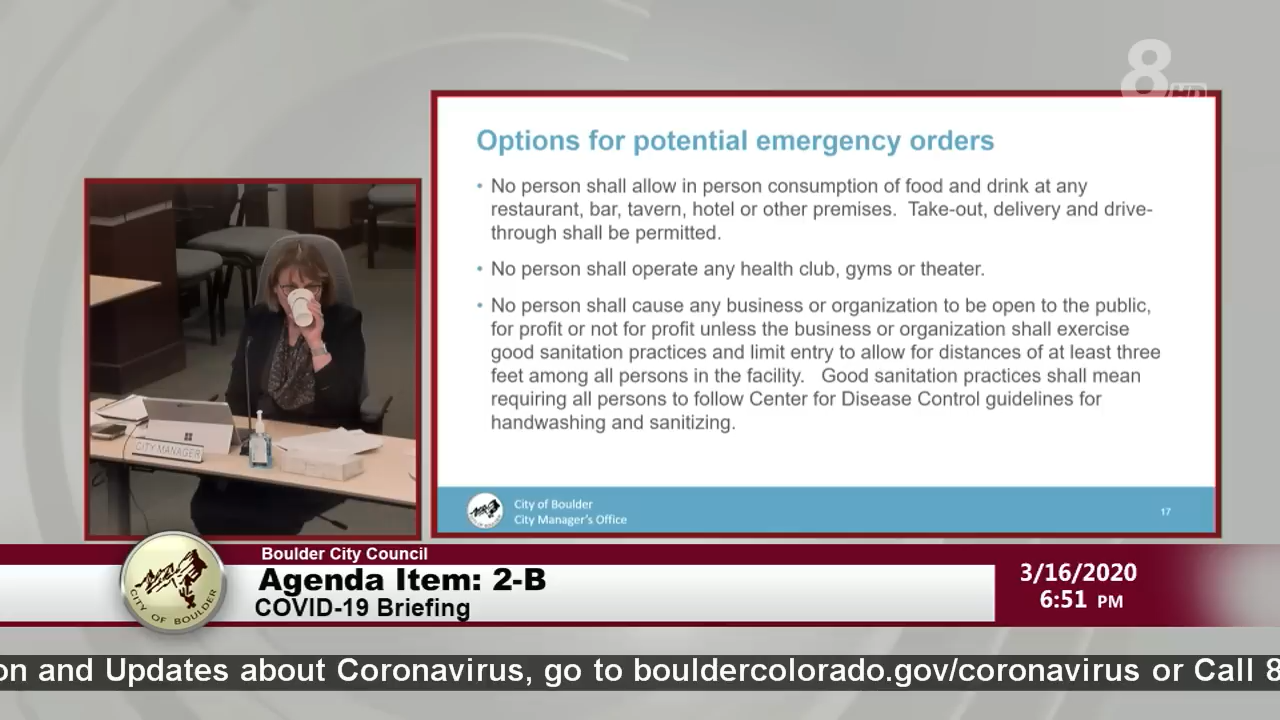 8
HD
Options for potential emergency orders
• No person shall allow in person consumption of food and drink at any
restaurant, bar, tavern, hotel or other premises.  Take-out, delivery and drive-
through shall be permitted.
• No person shall operate any health club, gyms or theater.
• No person shall cause any business or organization to be open to the public,
for profit or not for profit unless the business or organization shall exercise
good sanitation practices and limit entry to allow for distances of at least three
feet among all persons in the facility.   Good sanitation practices shall mean
requiring all persons to follow Center for Disease Control guidelines for
handwashing and sanitizing.
City of Boulder
City Manager's Office
17
CITY MANAGER
Boulder City Council
Agenda Item: 2-B
COVID-19 Briefing
CITY OF BOULDER
3/16/2020
6:51 PM
on and Updates about Coronavirus, go to bouldercolorado.gov/coronavirus or Call 8